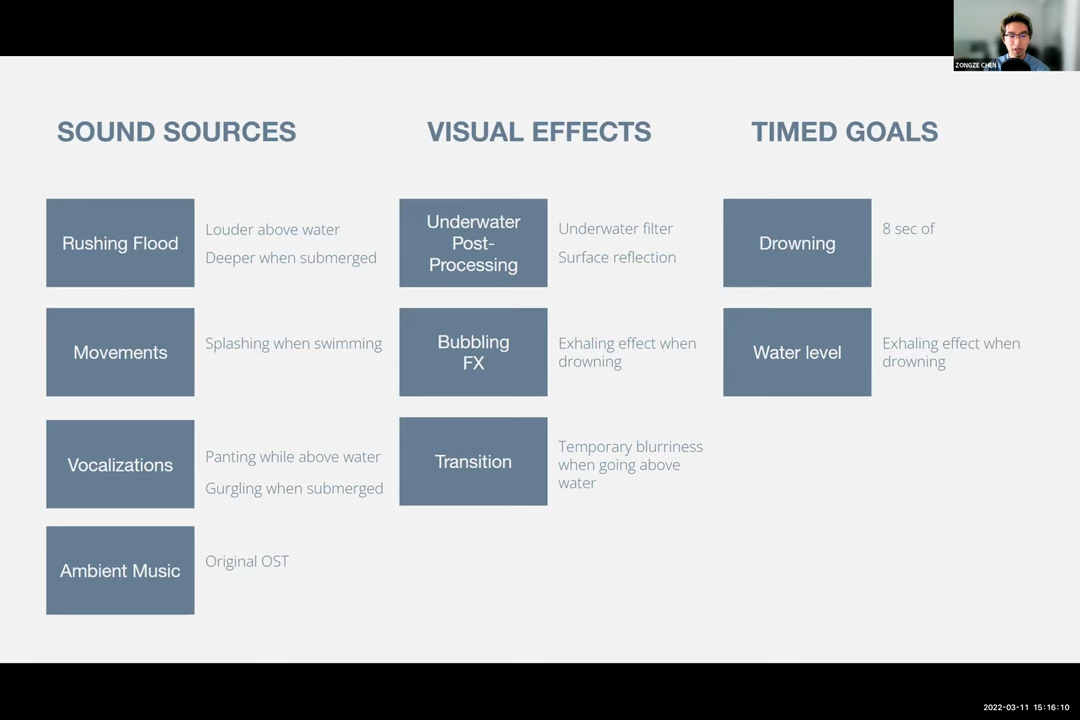 ZONGZE CHEN
SOUND SOURCES
Rushing Flood
Louder above water
Deeper when submerged
Movements
Splashing when swimming
Vocalizations
Panting while above water
Gurgling when submerged
Ambient Music
Original OST
VISUAL EFFECTS
Underwater
Post-
Processing
Underwater filter
Surface reflection
Bubbling
FX
Exhaling effect when
drowning
Transition
Temporary blurriness
when going above
water
TIMED GOALS
Drowning
8 sec of
Water level
Exhaling effect when
drowning
2022-03-11 15:16:10